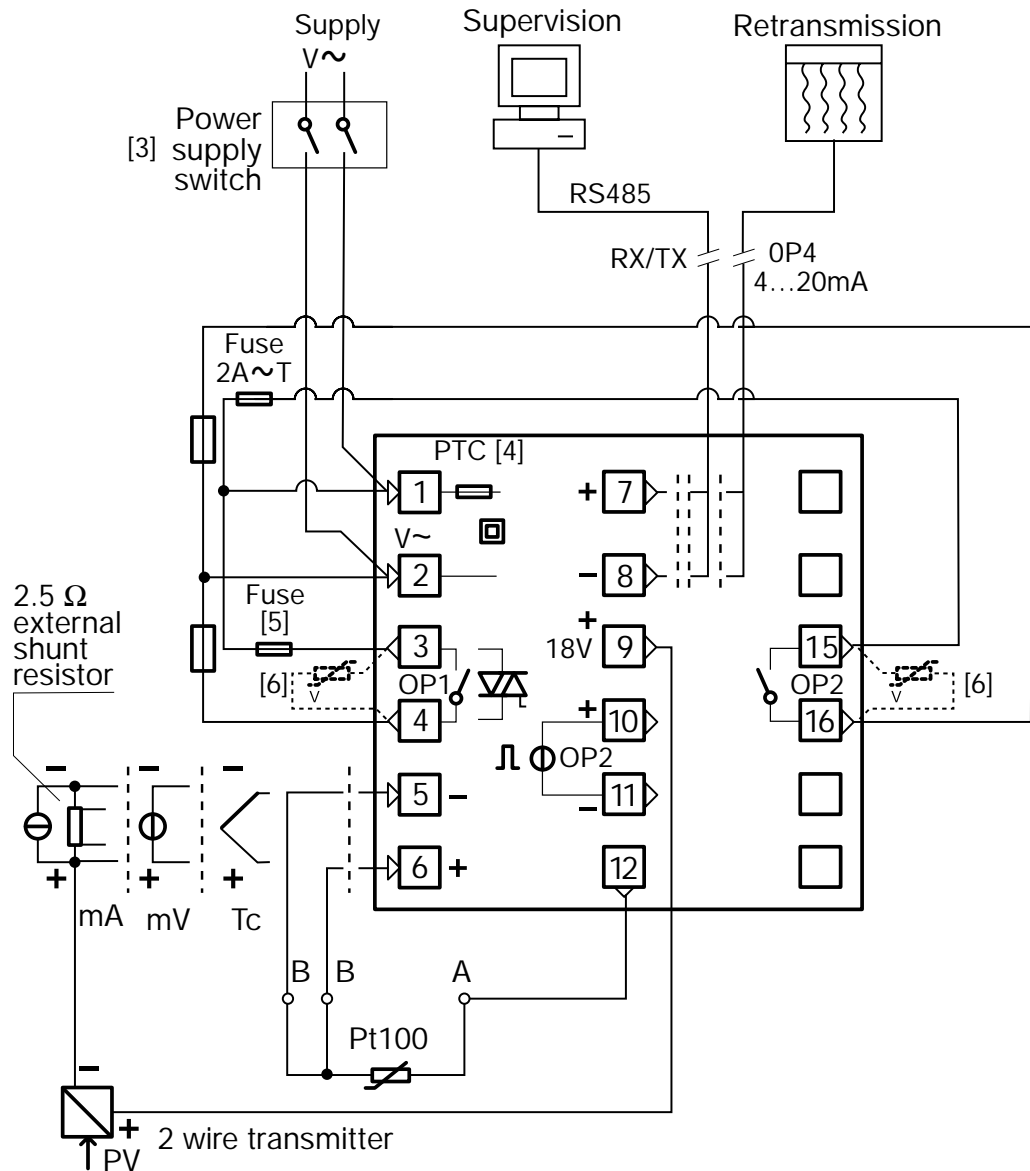 Supply
V~
Supervision
Retransmission
[3] Power
supply
switch
RS485
RX/TX
0P4
4...20mA
Fuse
2A~T
PTC [4]
1
+ 7
V~
2
- 8
2.5 Ω
external
shunt
resistor
Fuse
[5]
3
+
18V 9
15
[6]
OP1
OP2
[6]
V
V
4
+
10
16
OP2
- 11
- - -
5 -
6 +
12
+ + +
mA mV Tc
B B A
Pt100
-
+
2 wire transmitter
PV